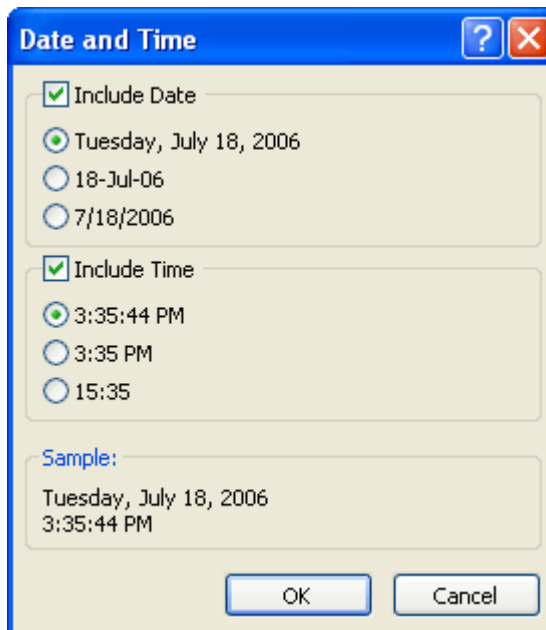 Date and Time
Include Date
Tuesday, July 18, 2006
18-Jul-06
7/18/2006
Include Time
3:35:44 PM
3:35 PM
15:35
Sample:
Tuesday, July 18, 2006
3:35:44 PM
OK Cancel